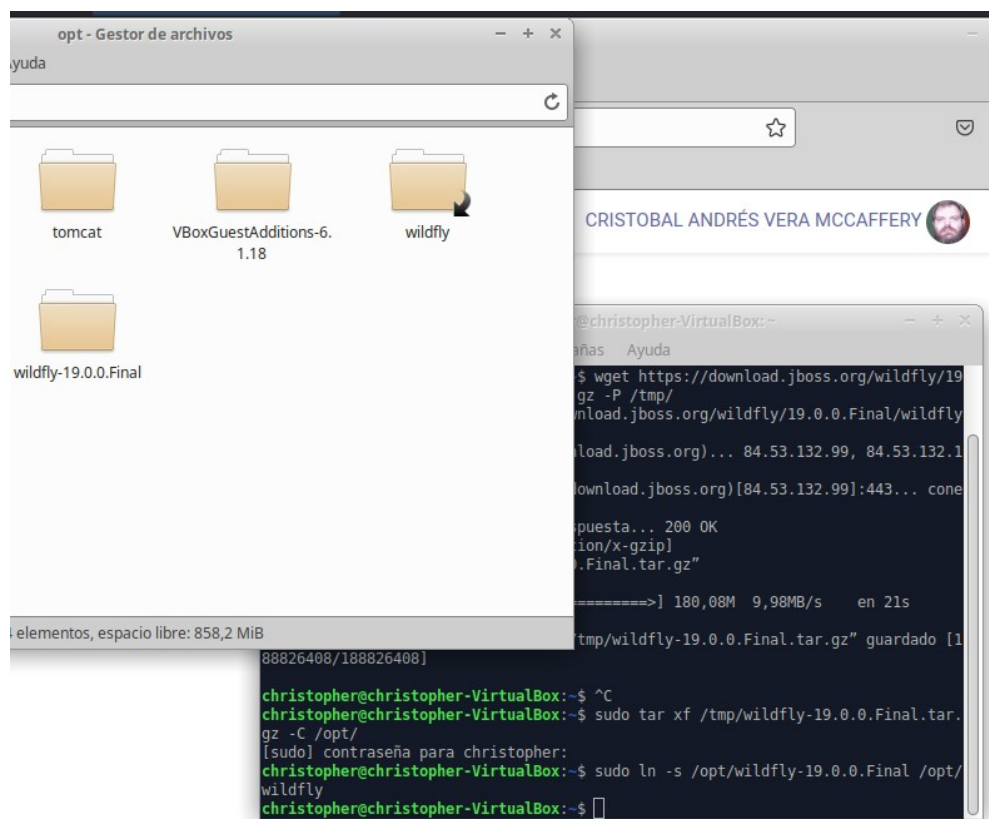 opt - Gestor de archivos
yuda
tomcat
VBoxGuestAdditions-6.
1.18
wildfly
wildfly-19.0.0.Final
elementos, espacio libre: 858,2 MiB
CRISTOBAL ANDRÉS VERA MCCAFFERY
@christopher-VirtualBox: ~
añas Ayuda
$ wget https://download.jboss.org/wildfly/19
gz -P /tmp/
nload.jboss.org/wildfly/19.0.0.Final/wildfly
load.jboss.org)... 84.53.132.99, 84.53.132.1
download.jboss.org)[84.53.132.99]:443... cone
spuesta... 200 OK
ion/x-gzip]
.Final.tar.gz”
=========>] 180,08M 9,98MB/s en 21s
/tmp/wildfly-19.0.0.Final.tar.gz” guardado [1
88826408/188826408]
christopher@christopher-VirtualBox:~$ ^C
christopher@christopher-VirtualBox:~$ sudo tar xf /tmp/wildfly-19.0.0.Final.tar.
gz -C /opt/
[sudo] contraseña para christopher:
christopher@christopher-VirtualBox:~$ sudo ln -s /opt/wildfly-19.0.0.Final /opt/
wildfly
christopher@christopher-VirtualBox:~$